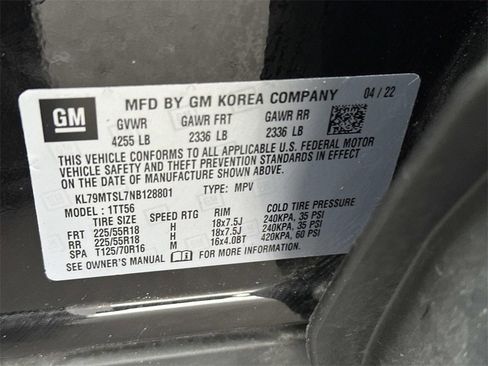 GM
MFD BY GM KOREA COMPANY 04 / 22
GVWR GAWR FRT GAWR RR
4255 LB 2336 LB 2336 LB
THIS VEHICLE CONFORMS TO ALL APPLICABLE U.S. FEDERAL MOTOR
VEHICLE SAFETY AND THEFT PREVENTION STANDARDS IN EFFECT
ON THE DATE OF MANUFACTURE SHOWN ABOVE.
KL79MTSL7NB128801 TYPE: MPV
MODEL: 1TT56
TIRE SIZE SPEED RTG RIM COLD TIRE PRESSURE
FRT 225/55R18 H 18x7.5J 240KPA, 35 PSI
RR 225/55R18 H 18x7.5J 240KPA, 35 PSI
SPA T125/70R16 M 16x4.0BT 420KPA, 60 PSI
SEE OWNER'S MANUAL FOR MORE INFORMATION.